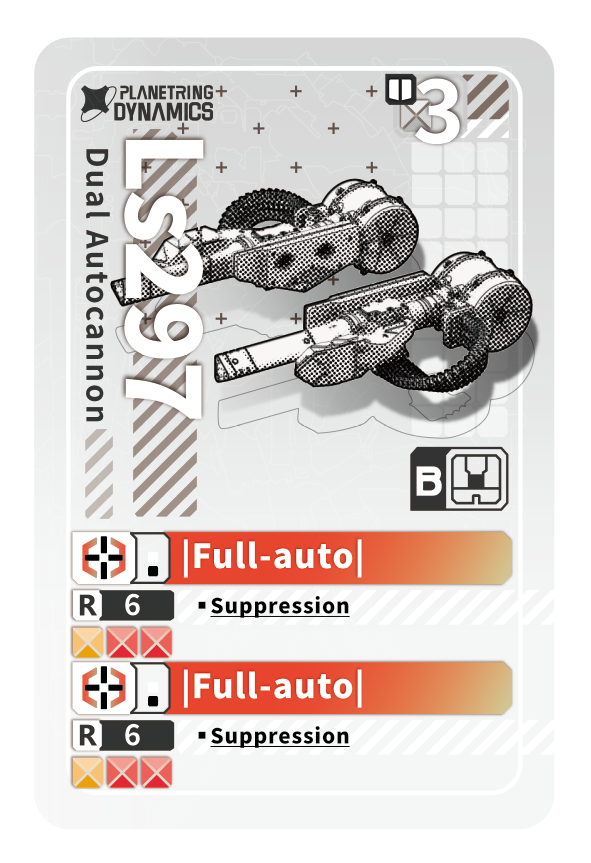 PLANETRING
DYNAMICS
3
LS297
Dual Autocannon
B
|Full-auto|
R 6
▪ Suppression
|Full-auto|
R 6
▪ Suppression